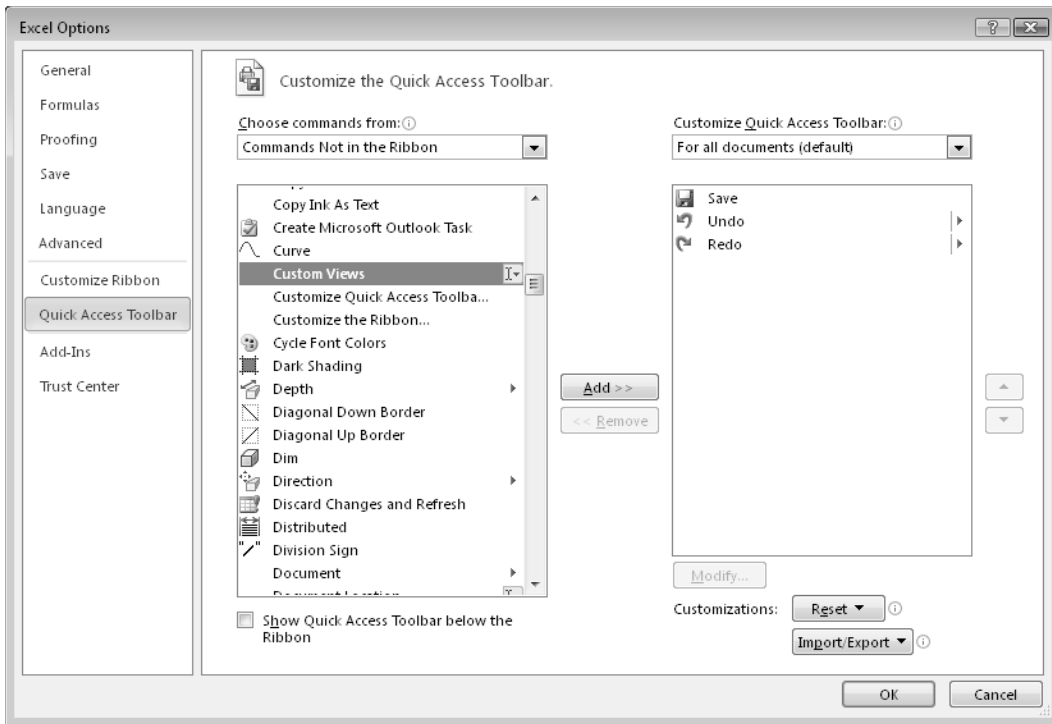 Excel Options
General
Formulas
Proofing
Save
Language
Advanced
Customize Ribbon
Quick Access Toolbar
Add-Ins
Trust Center
Customize the Quick Access Toolbar.
Choose commands from:
Commands Not in the Ribbon
Copy Ink As Text
Create Microsoft Outlook Task
Curve
Custom Views
Customize Quick Access Toolba...
Customize the Ribbon...
Cycle Font Colors
Dark Shading
Depth
Diagonal Down Border
Diagonal Up Border
Dim
Direction
Discard Changes and Refresh
Distributed
Division Sign
Document
Show Quick Access Toolbar below the
Ribbon
Add >>
<< Remove
Customize Quick Access Toolbar:
For all documents (default)
Save
Undo
Redo
Modify...
Customizations: Reset
Import/Export
OK Cancel